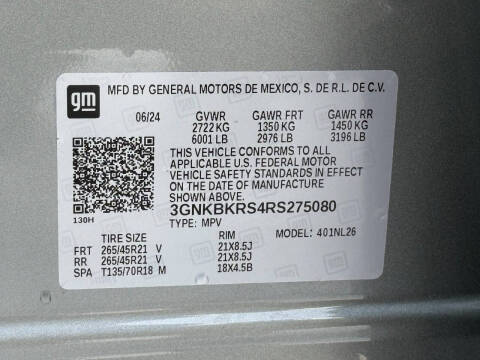 gm
MFD BY GENERAL MOTORS DE MEXICO, S. DE R.L. DE C.V.
06/24 GVWR GAWR FRT GAWR RR
2722 KG 1350 KG 1450 KG
6001 LB 2976 LB 3196 LB
THIS VEHICLE CONFORMS TO ALL
APPLICABLE U.S. FEDERAL MOTOR
VEHICLE SAFETY STANDARDS IN EFFECT
ON THE DATE OF MANUFACTURE
SHOWN ABOVE.
3GNKBKRS4RS275080
130H
TYPE: MPV MODEL: 401NL26
TIRE SIZE RIM
FRT 265/45R21 V 21X8.5J
RR 265/45R21 V 21X8.5J
SPA T135/70R18 M 18X4.5B